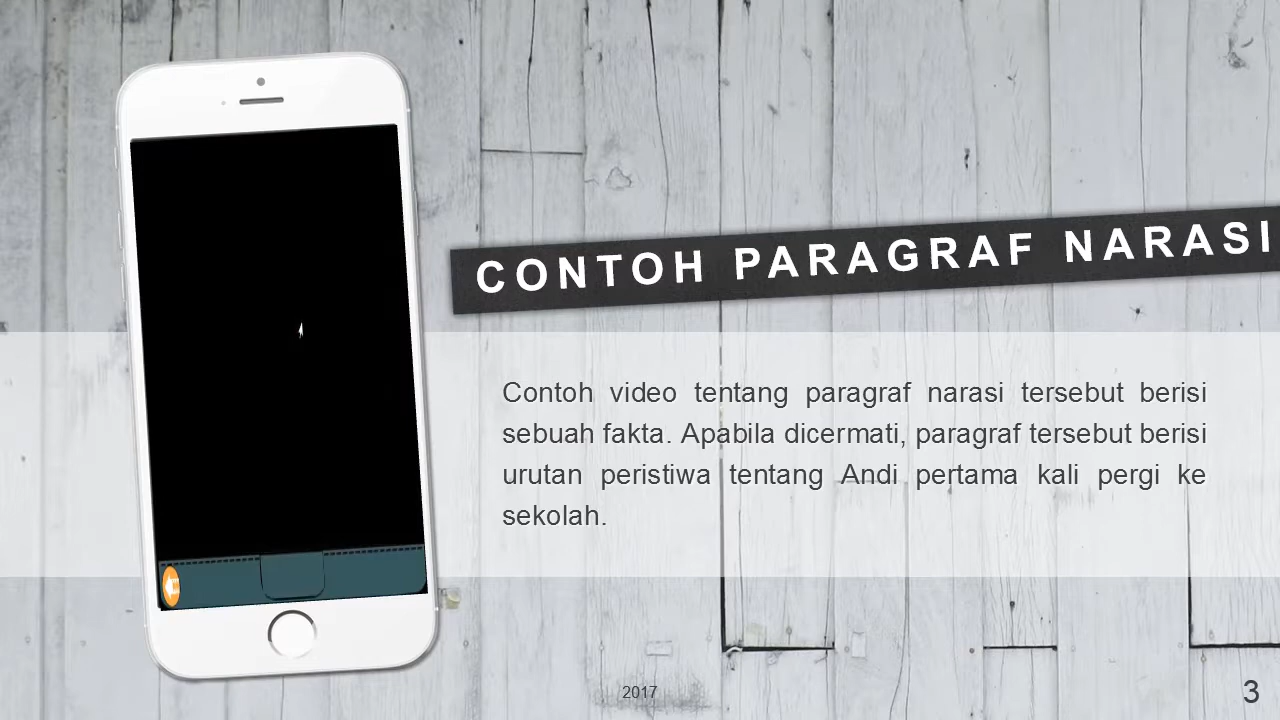 CONTOH PARAGRAF NARASI
Contoh video tentang paragraf narasi tersebut berisi
sebuah fakta. Apabila dicermati, paragraf tersebut berisi
urutan peristiwa tentang Andi pertama kali pergi ke
sekolah.
2017
3